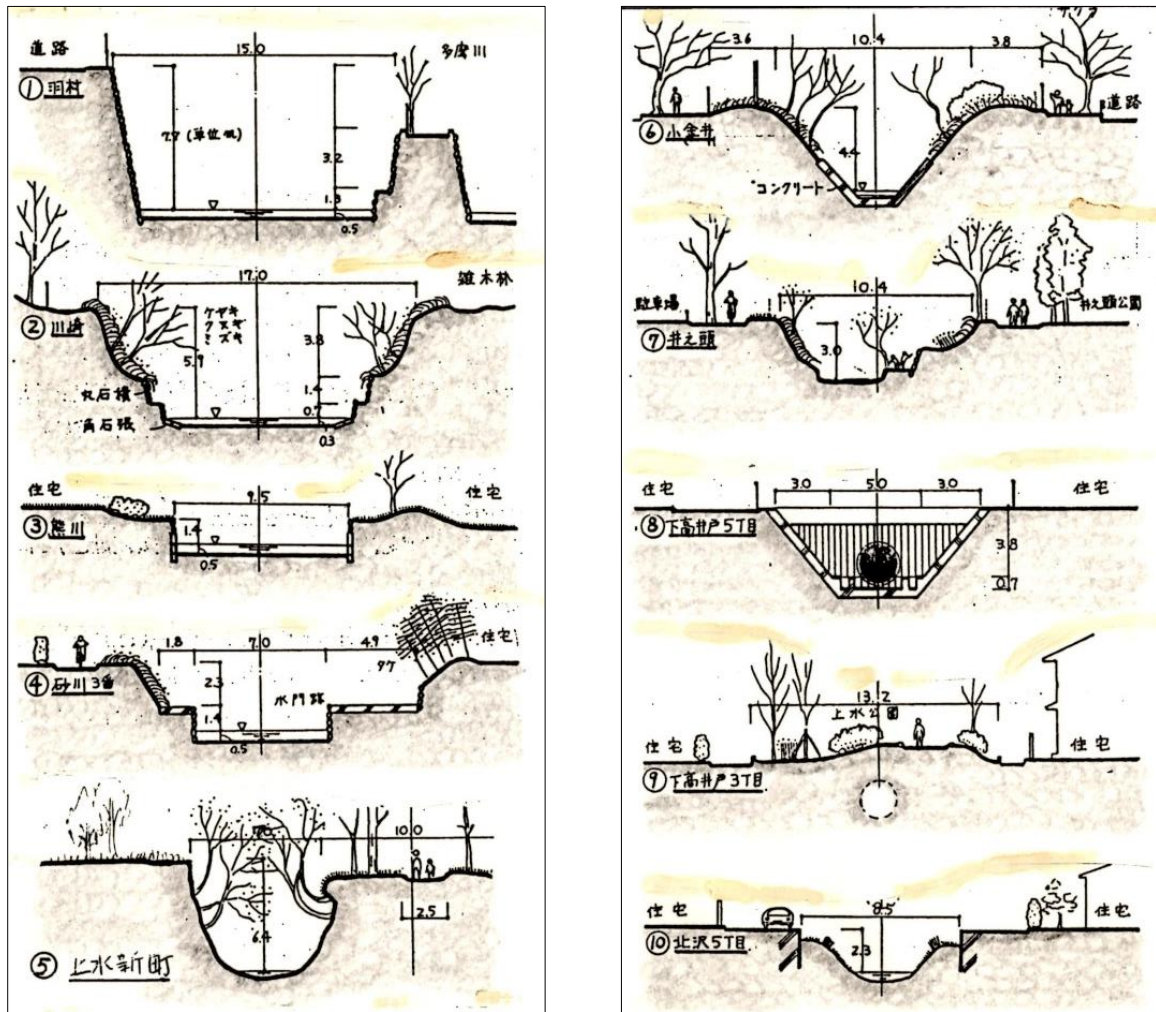 道路
15.0
多摩川
① 羽村
7.7 (単位m)
3.2
1.3
0.5
17.0
雑木林
② 川崎
ケヤキ
クヌギ
ミズキ
5.9
3.8
1.4
0.7
0.3
丸石積
角石張
住宅
9.5
住宅
③ 熊川
1.4
0.5
1.8
7.0
4.9
タケ
住宅
④ 砂川3番
2.3
1.4
0.5
水門跡
10.0
2.5
6.4
⑤ 上水新町
3.6
10.4
3.8
道路
⑥ 小金井
4.4
コンクリート
10.4
駐車場
井之頭公園
⑦ 井之頭
3.0
住宅
3.0
5.0
3.0
住宅
⑧ 下高井戸5丁目
3.8
0.7
13.2
上水公園
住宅
住宅
⑨ 下高井戸3丁目
住宅
8.5
住宅
⑩ 北沢5丁目
2.3